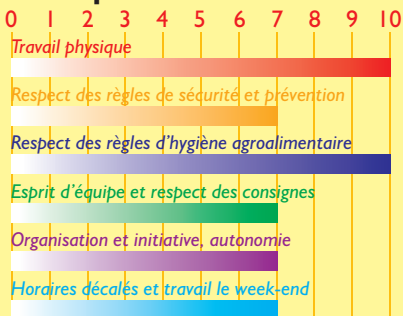 0 1 2 3 4 5 6 7 8 9 10
Travail physique
Respect des règles de sécurité et prévention
Respect des règles d'hygiène agroalimentaire
Esprit d'équipe et respect des consignes
Organisation et initiative, autonomie
Horaires décalés et travail le week-end